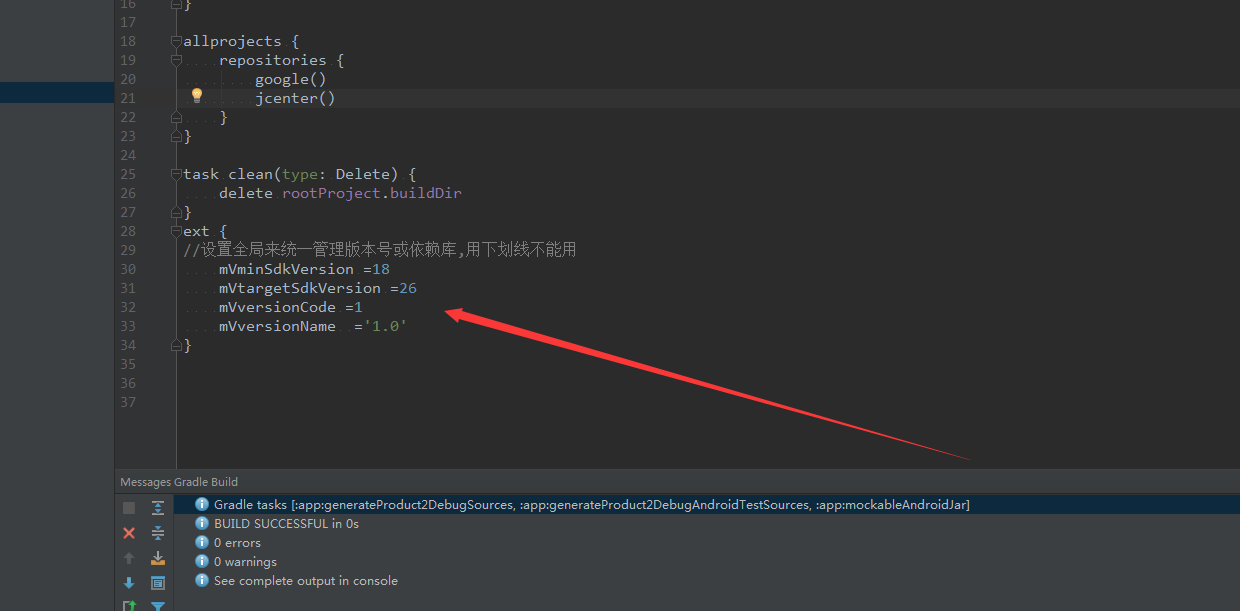 16 }
17
18 allprojects {
19 repositories {
20 google()
21 jcenter()
22 }
23 }
24
25 task clean(type: Delete) {
26 delete rootProject.buildDir
27 }
28 ext {
29 //设置全局来统一管理版本号或依赖库,用下划线不能用
30 mVminSdkVersion =18
31 mVtargetSdkVersion =26
32 mVversionCode =1
33 mVversionName ='1.0'
34 }
35
36
37
Messages Gradle Build
Gradle tasks [:app:generateProduct2DebugSources, :app:generateProduct2DebugAndroidTestSources, :app:mockableAndroidJar]
BUILD SUCCESSFUL in 0s
0 errors
0 warnings
See complete output in console